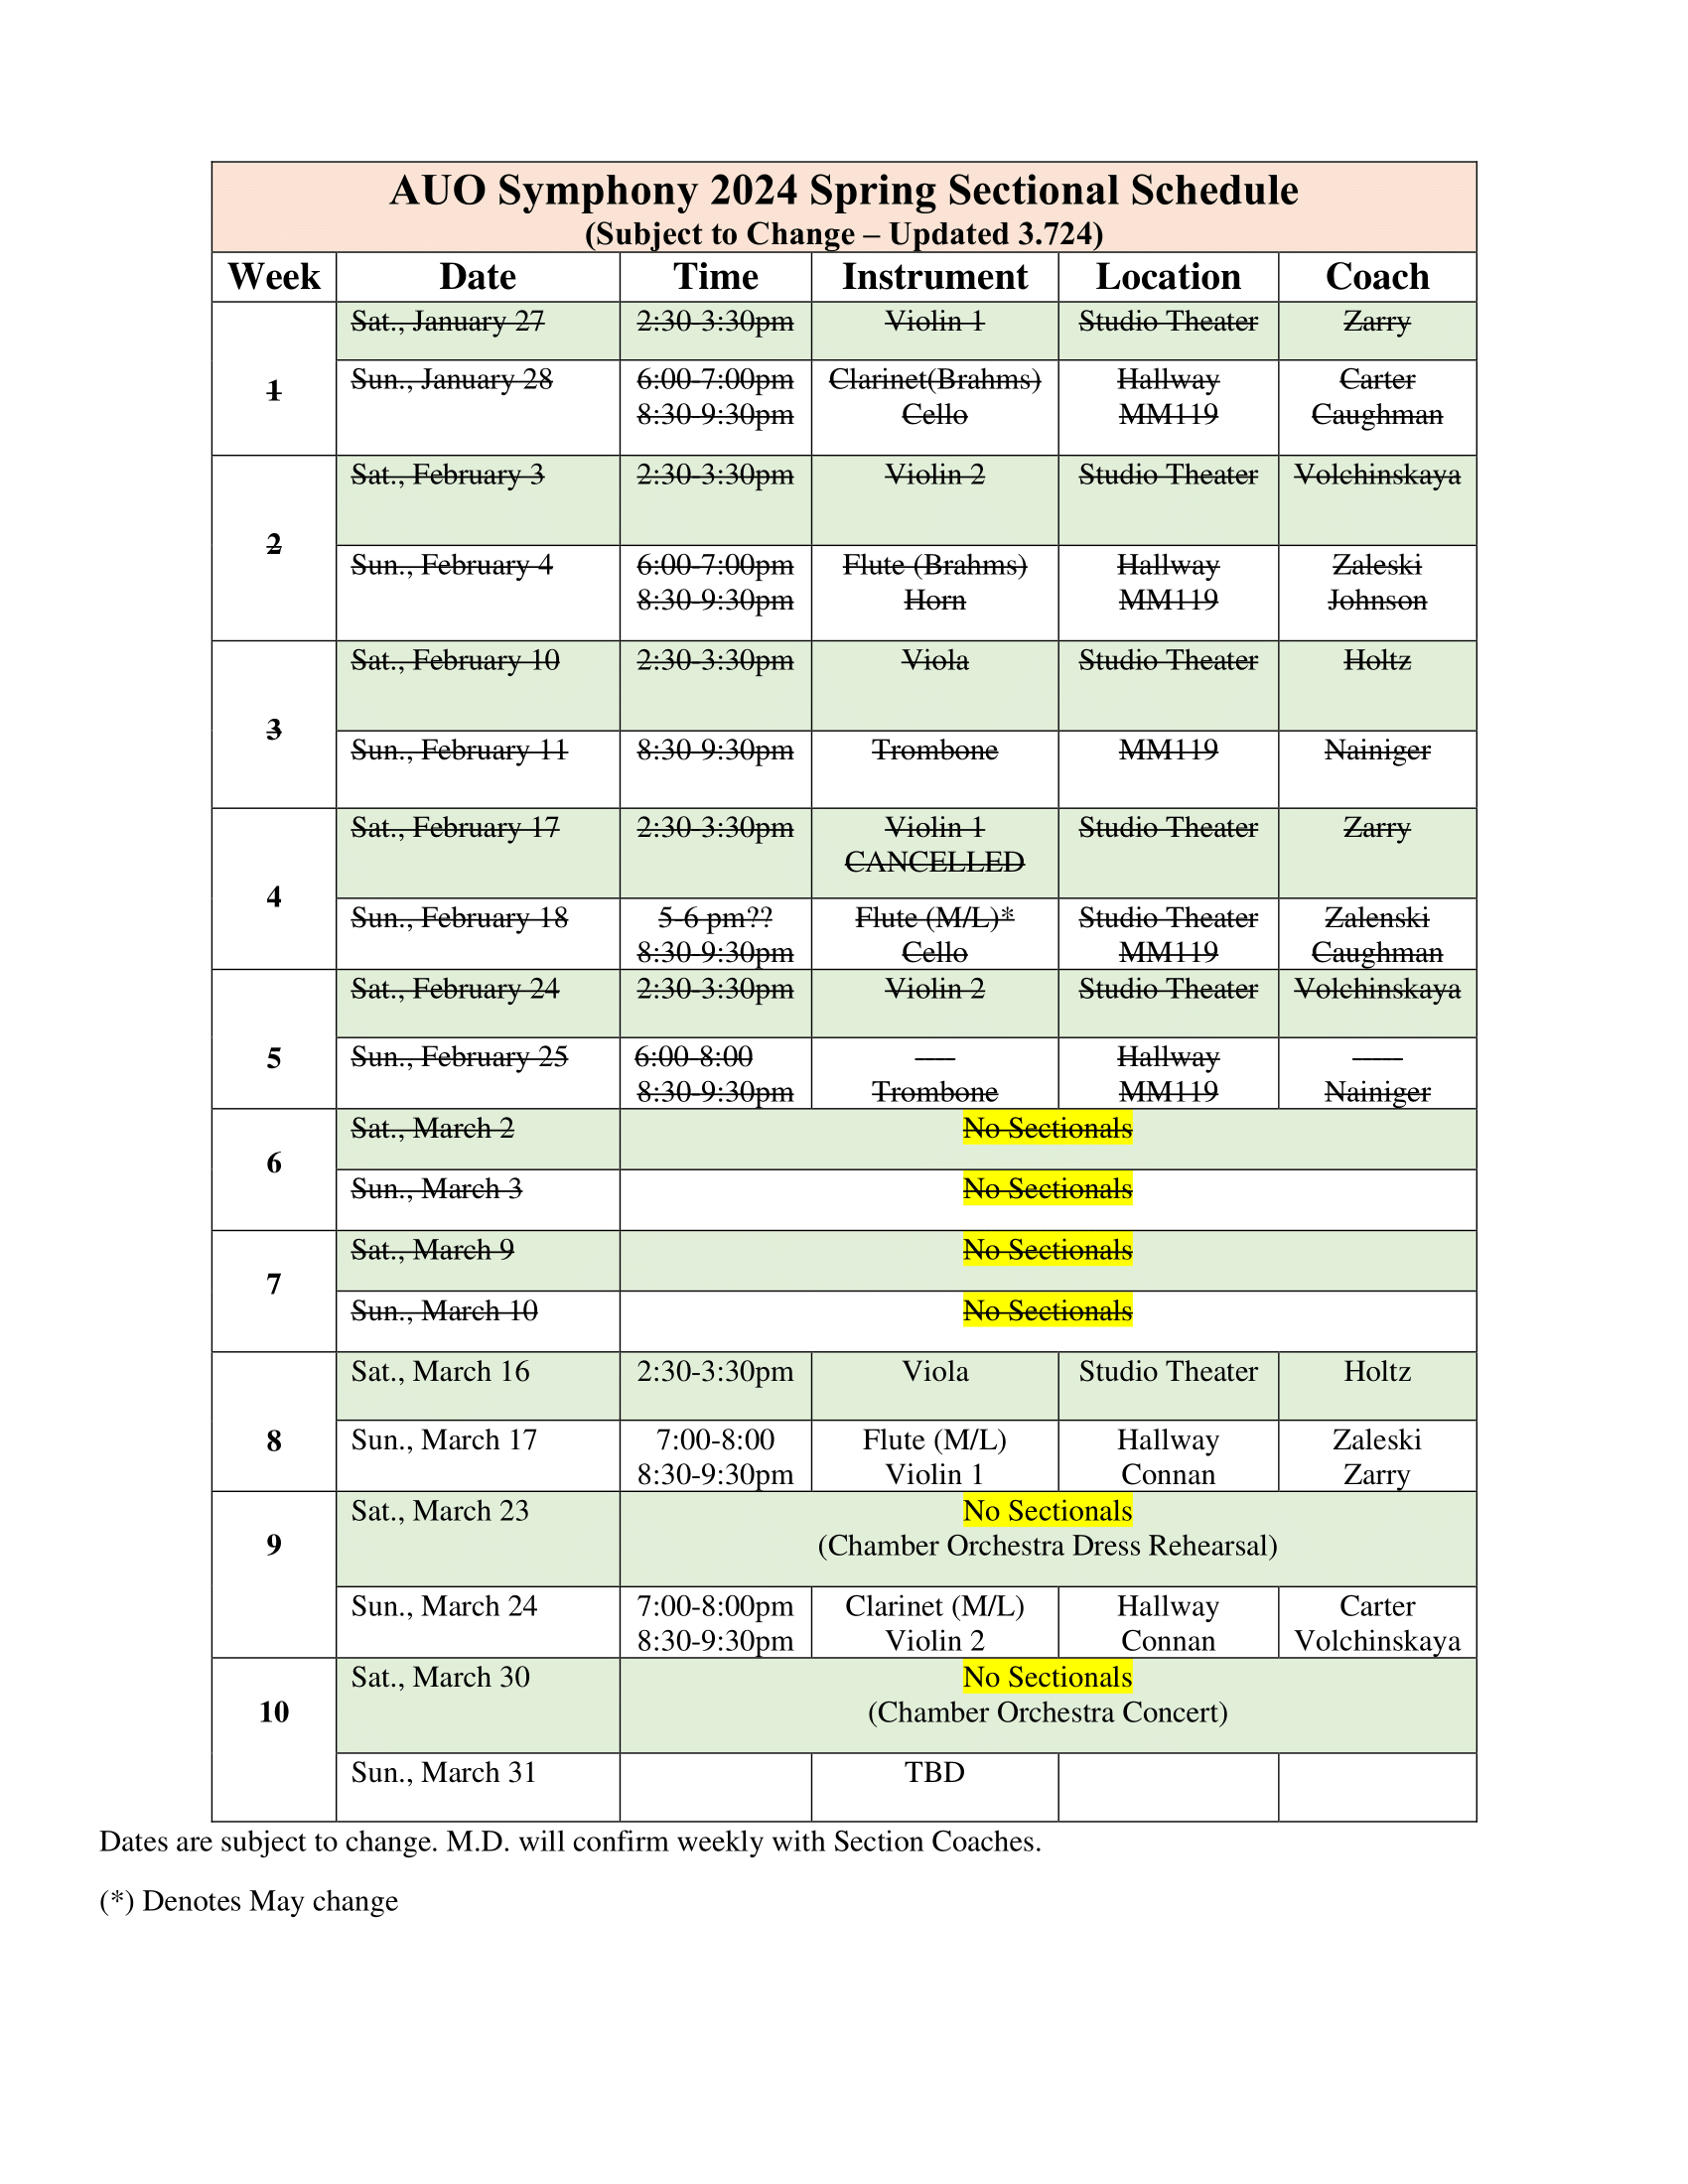 AUO Symphony 2024 Spring Sectional Schedule
(Subject to Change – Updated 3.724)
Week Date Time Instrument Location Coach
1
Sat., January 27 2:30-3:30pm Violin 1 Studio Theater Zarry
Sun., January 28 6:00-7:00pm Clarinet(Brahms) Hallway Carter
8:30-9:30pm Cello MM119 Caughman
2
Sat., February 3 2:30-3:30pm Violin 2 Studio Theater Volchinskaya
Sun., February 4 6:00-7:00pm Flute (Brahms) Hallway Zaleski
8:30-9:30pm Horn MM119 Johnson
3
Sat., February 10 2:30-3:30pm Viola Studio Theater Holtz
Sun., February 11 8:30-9:30pm Trombone MM119 Nainiger
4
Sat., February 17 2:30-3:30pm Violin 1 Studio Theater Zarry
CANCELLED
Sun., February 18 5-6 pm?? Flute (M/L)* Studio Theater Zalenski
8:30-9:30pm Cello MM119 Caughman
5
Sat., February 24 2:30-3:30pm Violin 2 Studio Theater Volchinskaya
Sun., February 25 6:00-8:00 ---- Hallway -----
8:30-9:30pm Trombone MM119 Nainiger
6
Sat., March 2 No Sectionals
Sun., March 3 No Sectionals
7
Sat., March 9 No Sectionals
Sun., March 10 No Sectionals
8
Sat., March 16 2:30-3:30pm Viola Studio Theater Holtz
Sun., March 17 7:00-8:00 Flute (M/L) Hallway Zaleski
8:30-9:30pm Violin 1 Connan Zarry
9
Sat., March 23 No Sectionals
(Chamber Orchestra Dress Rehearsal)
Sun., March 24 7:00-8:00pm Clarinet (M/L) Hallway Carter
8:30-9:30pm Violin 2 Connan Volchinskaya
10
Sat., March 30 No Sectionals
(Chamber Orchestra Concert)
Sun., March 31 TBD
Dates are subject to change. M.D. will confirm weekly with Section Coaches.
(*) Denotes May change